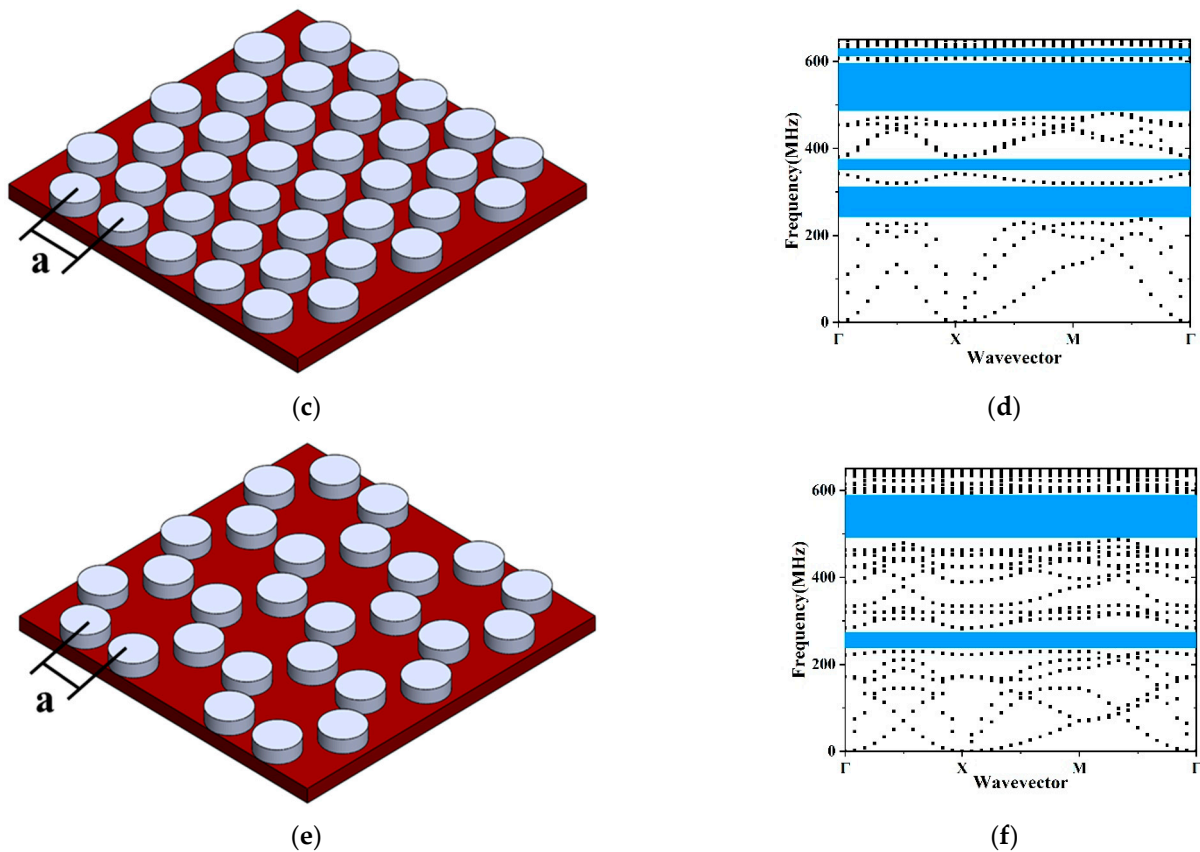 a
(c)
600
400
200
0
Frequency(MHz)
Γ X M Γ
Wavevector
(d)
a
(e)
600
400
200
0
Frequency(MHz)
Γ X M Γ
Wavevector
(f)